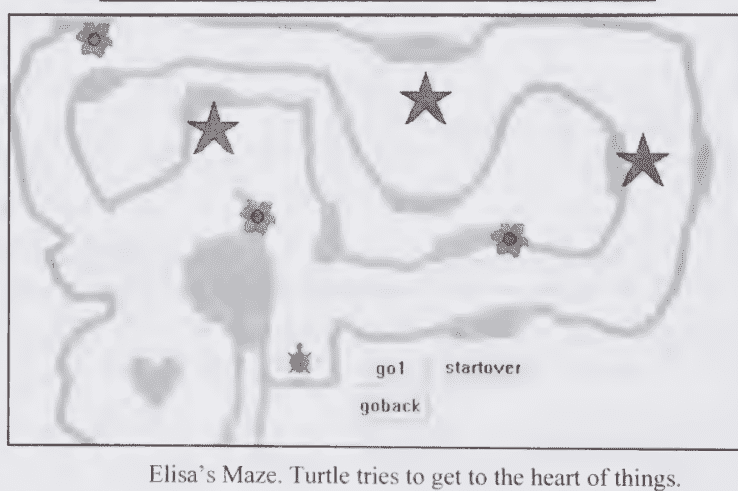 go1 startover
goback
Elisa's Maze. Turtle tries to get to the heart of things.